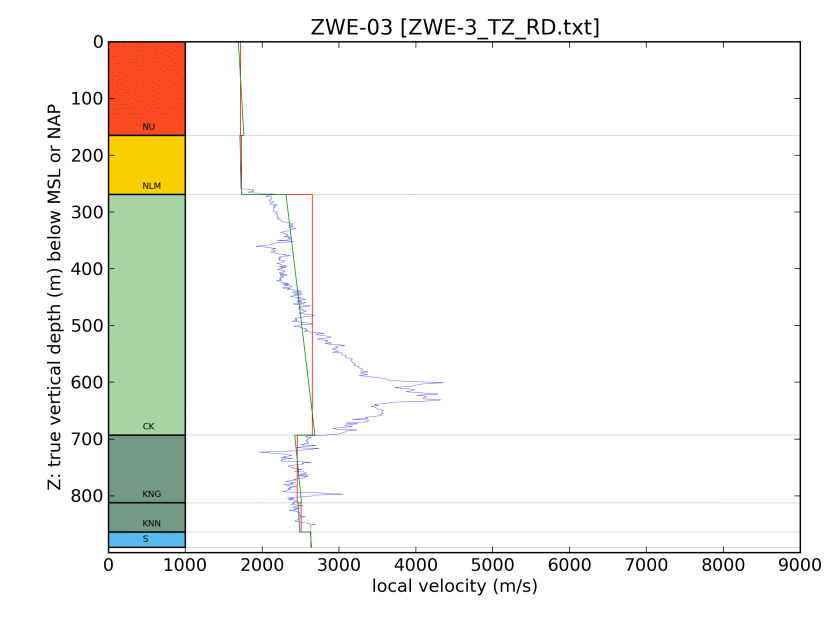 ZWE-03 [ZWE-3_TZ_RD.txt]
Z: true vertical depth (m) below MSL or NAP
0
100
200
300
400
500
600
700
800
NU
NLM
CK
KNG
KNN
S
0 1000 2000 3000 4000 5000 6000 7000 8000 9000
local velocity (m/s)